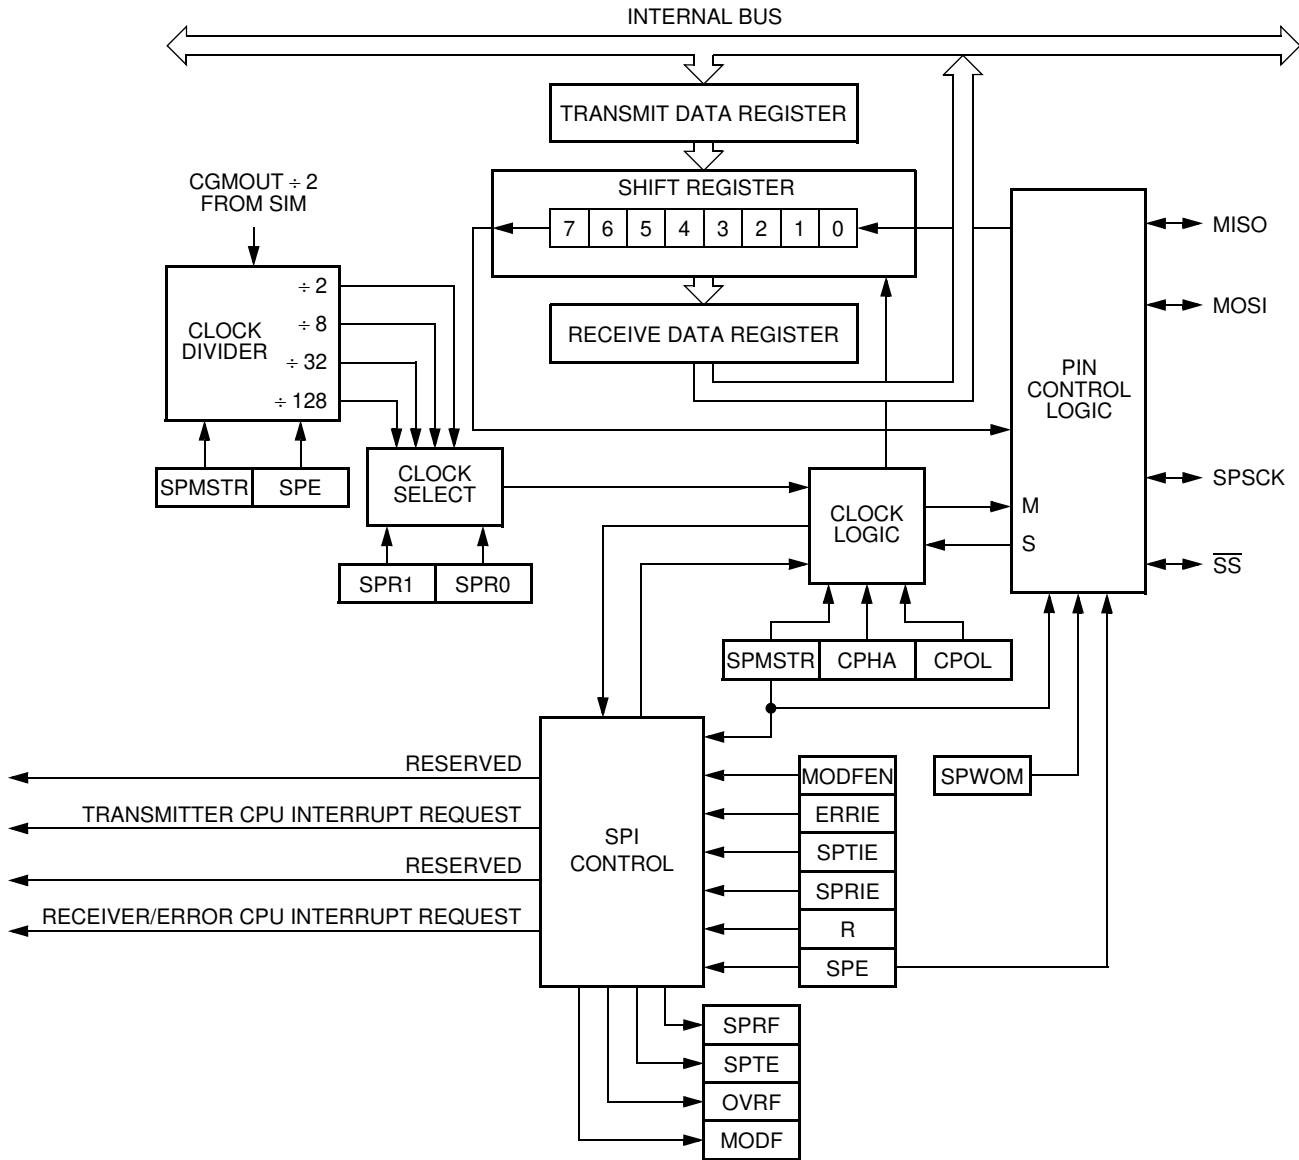 INTERNAL BUS
TRANSMIT DATA REGISTER
CGMOUT ÷ 2
FROM SIM
SHIFT REGISTER
7 6 5 4 3 2 1 0
MISO
÷ 2
MOSI
÷ 8
CLOCK
DIVIDER
RECEIVE DATA REGISTER
÷ 32
PIN
CONTROL
LOGIC
÷ 128
CLOCK
SELECT
SPMSTR SPE
SPSCK
M
CLOCK
LOGIC
S
SS
SPR1 SPR0
SPMSTR CPHA CPOL
RESERVED
MODFEN
SPWOM
TRANSMITTER CPU INTERRUPT REQUEST
ERRIE
SPI
CONTROL
SPTIE
RESERVED
SPRIE
RECEIVER/ERROR CPU INTERRUPT REQUEST
R
SPE
SPRF
SPTE
OVRF
MODF